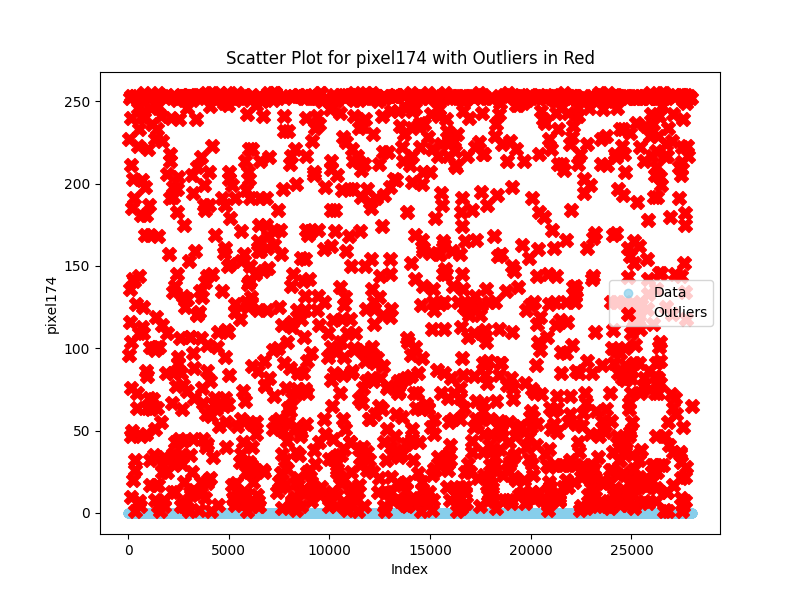 Scatter Plot for pixel174 with Outliers in Red
250
200
150
100
50
0
pixel174
Data
Outliers
0 5000 10000 15000 20000 25000
Index